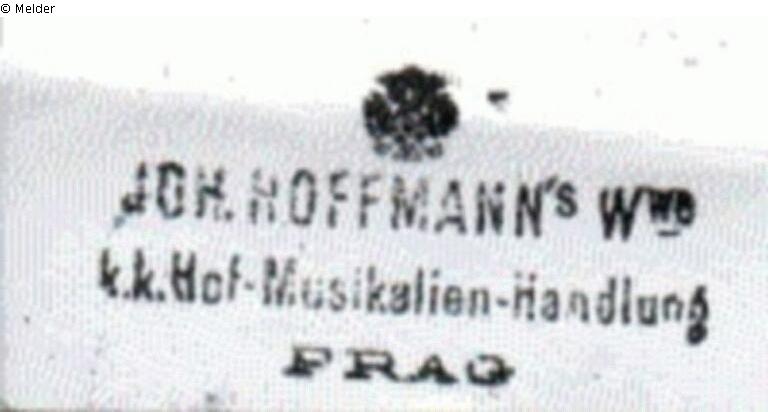 © Melder
JOH. HOFFMANN'S Wwe
k.k.Hof-Musikalien-Handlung
PRAG